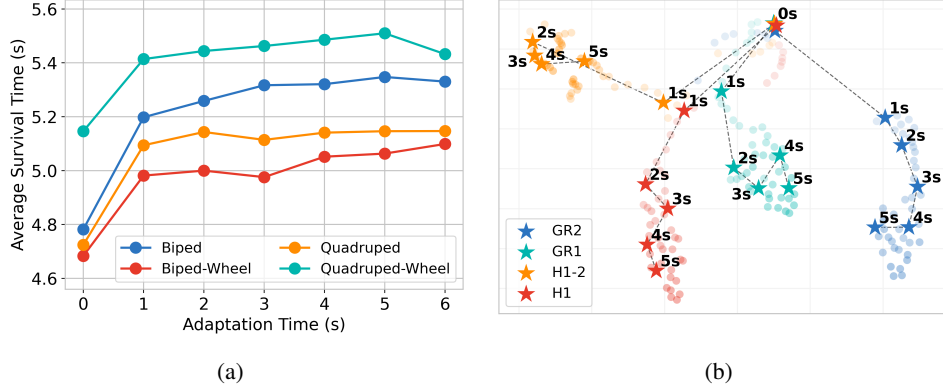 5.6
5.4
5.2
5.0
4.8
4.6
Average Survival Time (s)
Biped
Biped-Wheel
Quadruped
Quadruped-Wheel
0 1 2 3 4 5 6
Adaptation Time (s)
(a)
0s
2s
3s 4s 5s
1s
1s
1s
1s
2s
3s
2s
3s
4s
5s
2s
3s
4s
5s
5s 4s
GR2
GR1
H1-2
H1
(b)